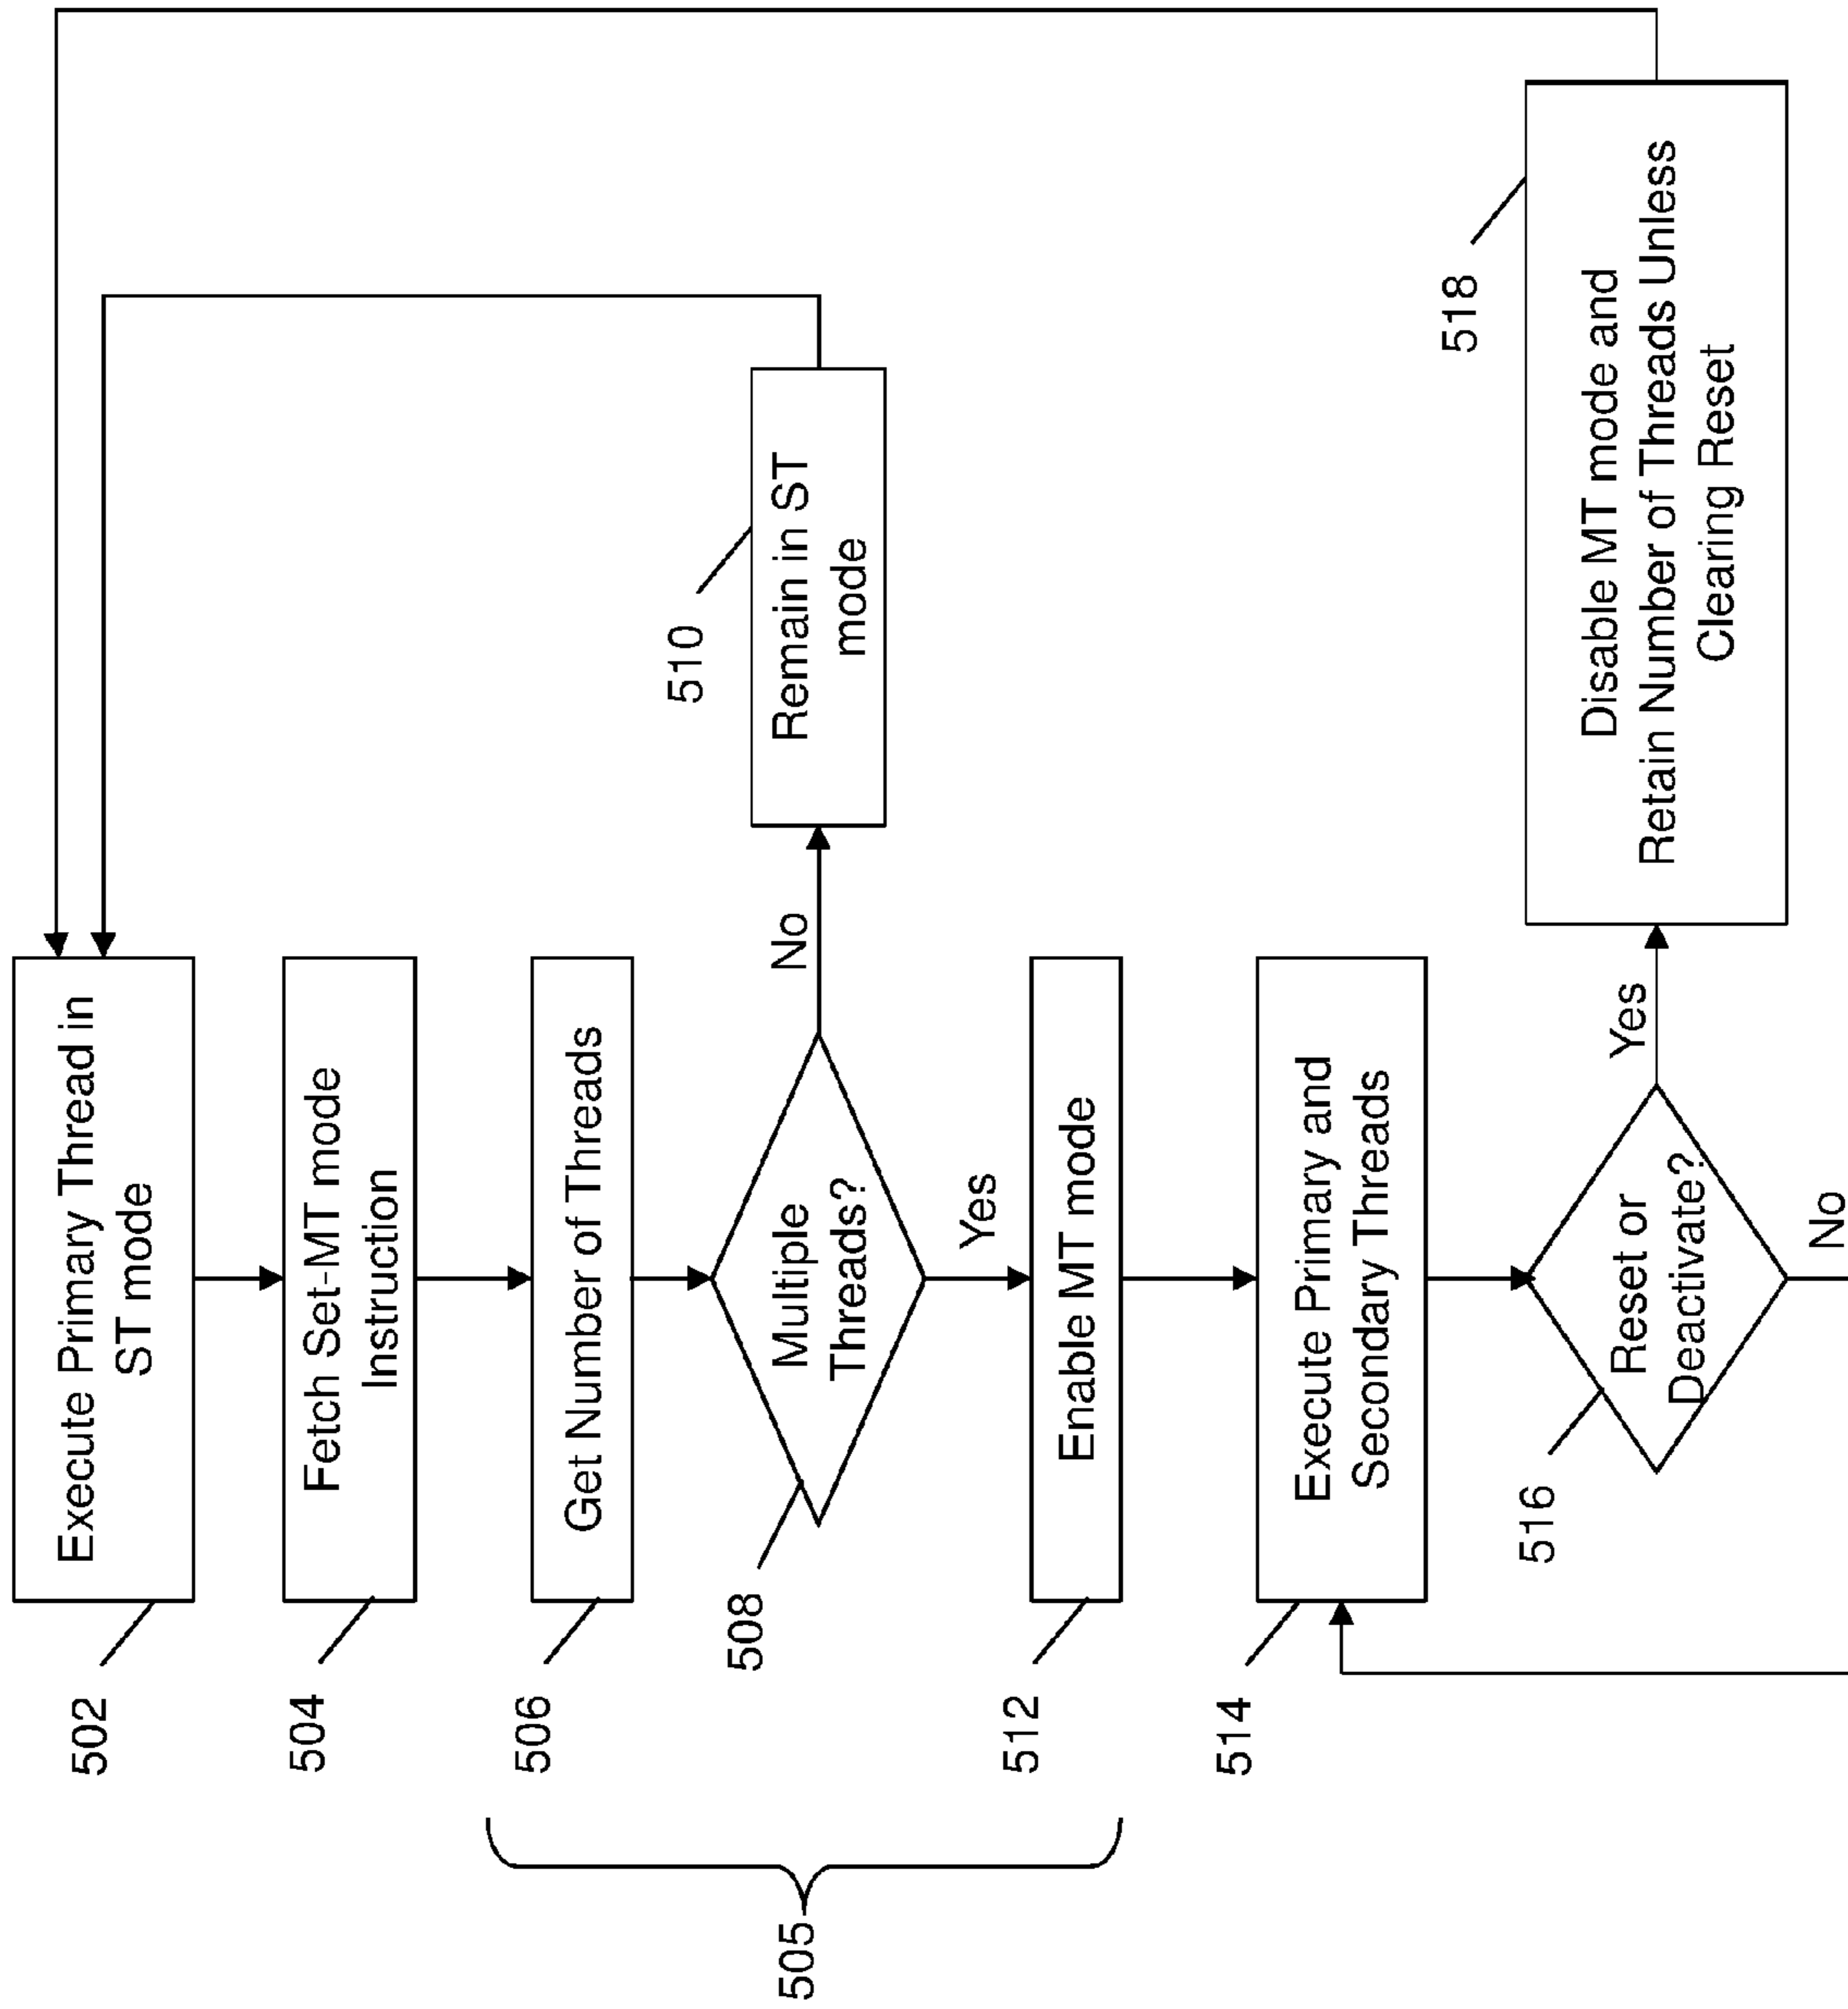 502
Execute Primary Thread in
ST mode
504
Fetch Set-MT mode
Instruction
505
506
Get Number of Threads
508
Multiple
Threads?
No
510
Remain in ST
mode
Yes
512
Enable MT mode
514
Execute Primary and
Secondary Threads
516
Reset or
Deactivate?
Yes
518
Disable MT mode and
Retain Number of Threads Unless
Clearing Reset
No